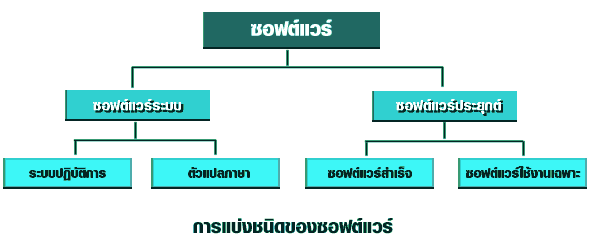 ซอฟต์แวร์
ซอฟต์แวร์ระบบ
ซอฟต์แวร์ประยุกต์
ระบบปฏิบัติการ
ตัวแปลภาษา
ซอฟต์แวร์สำเร็จ
ซอฟต์แวร์ใช้งานเฉพาะ
การแบ่งชนิดของซอฟต์แวร์